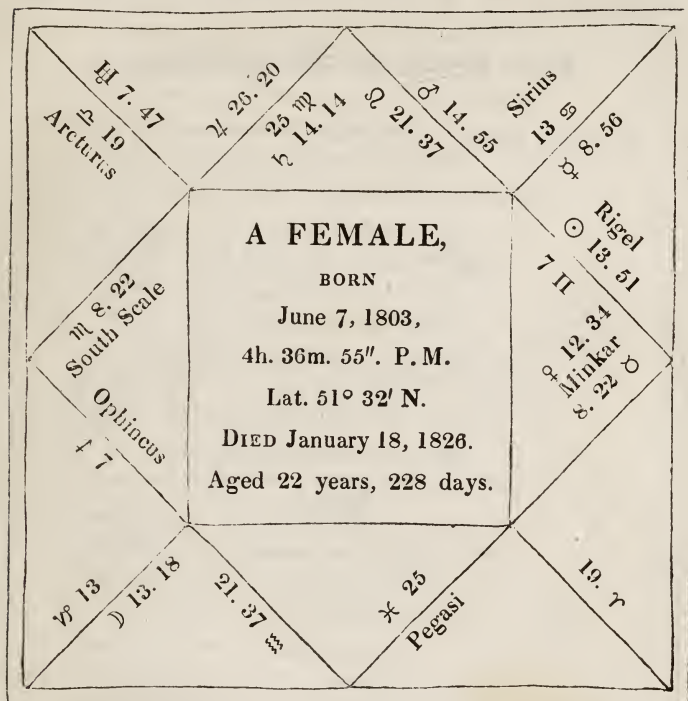 ♅ 7. 47
♎ 19
Arcturus
♃ 26. 20
25 ♍
♄ 14. 14
♌ 21. 37
♂ 14. 55
Sirius
13 ♋
☿ 8. 56
Rigel
☉ 13. 51
7 ♊
♀ 12. 34
Minkar
8. 22 ♉
♏ 8. 22
South Scale
Ophincus
♐ 7
A FEMALE,
BORN
June 7, 1803,
4h. 36m. 55″. P.M.
Lat. 51° 32′ N.
DIED January 18, 1826.
Aged 22 years, 228 days.
♑ 13
☽ 13. 18
21. 37 ♒
♓ 25
Pegasi
19. ♈